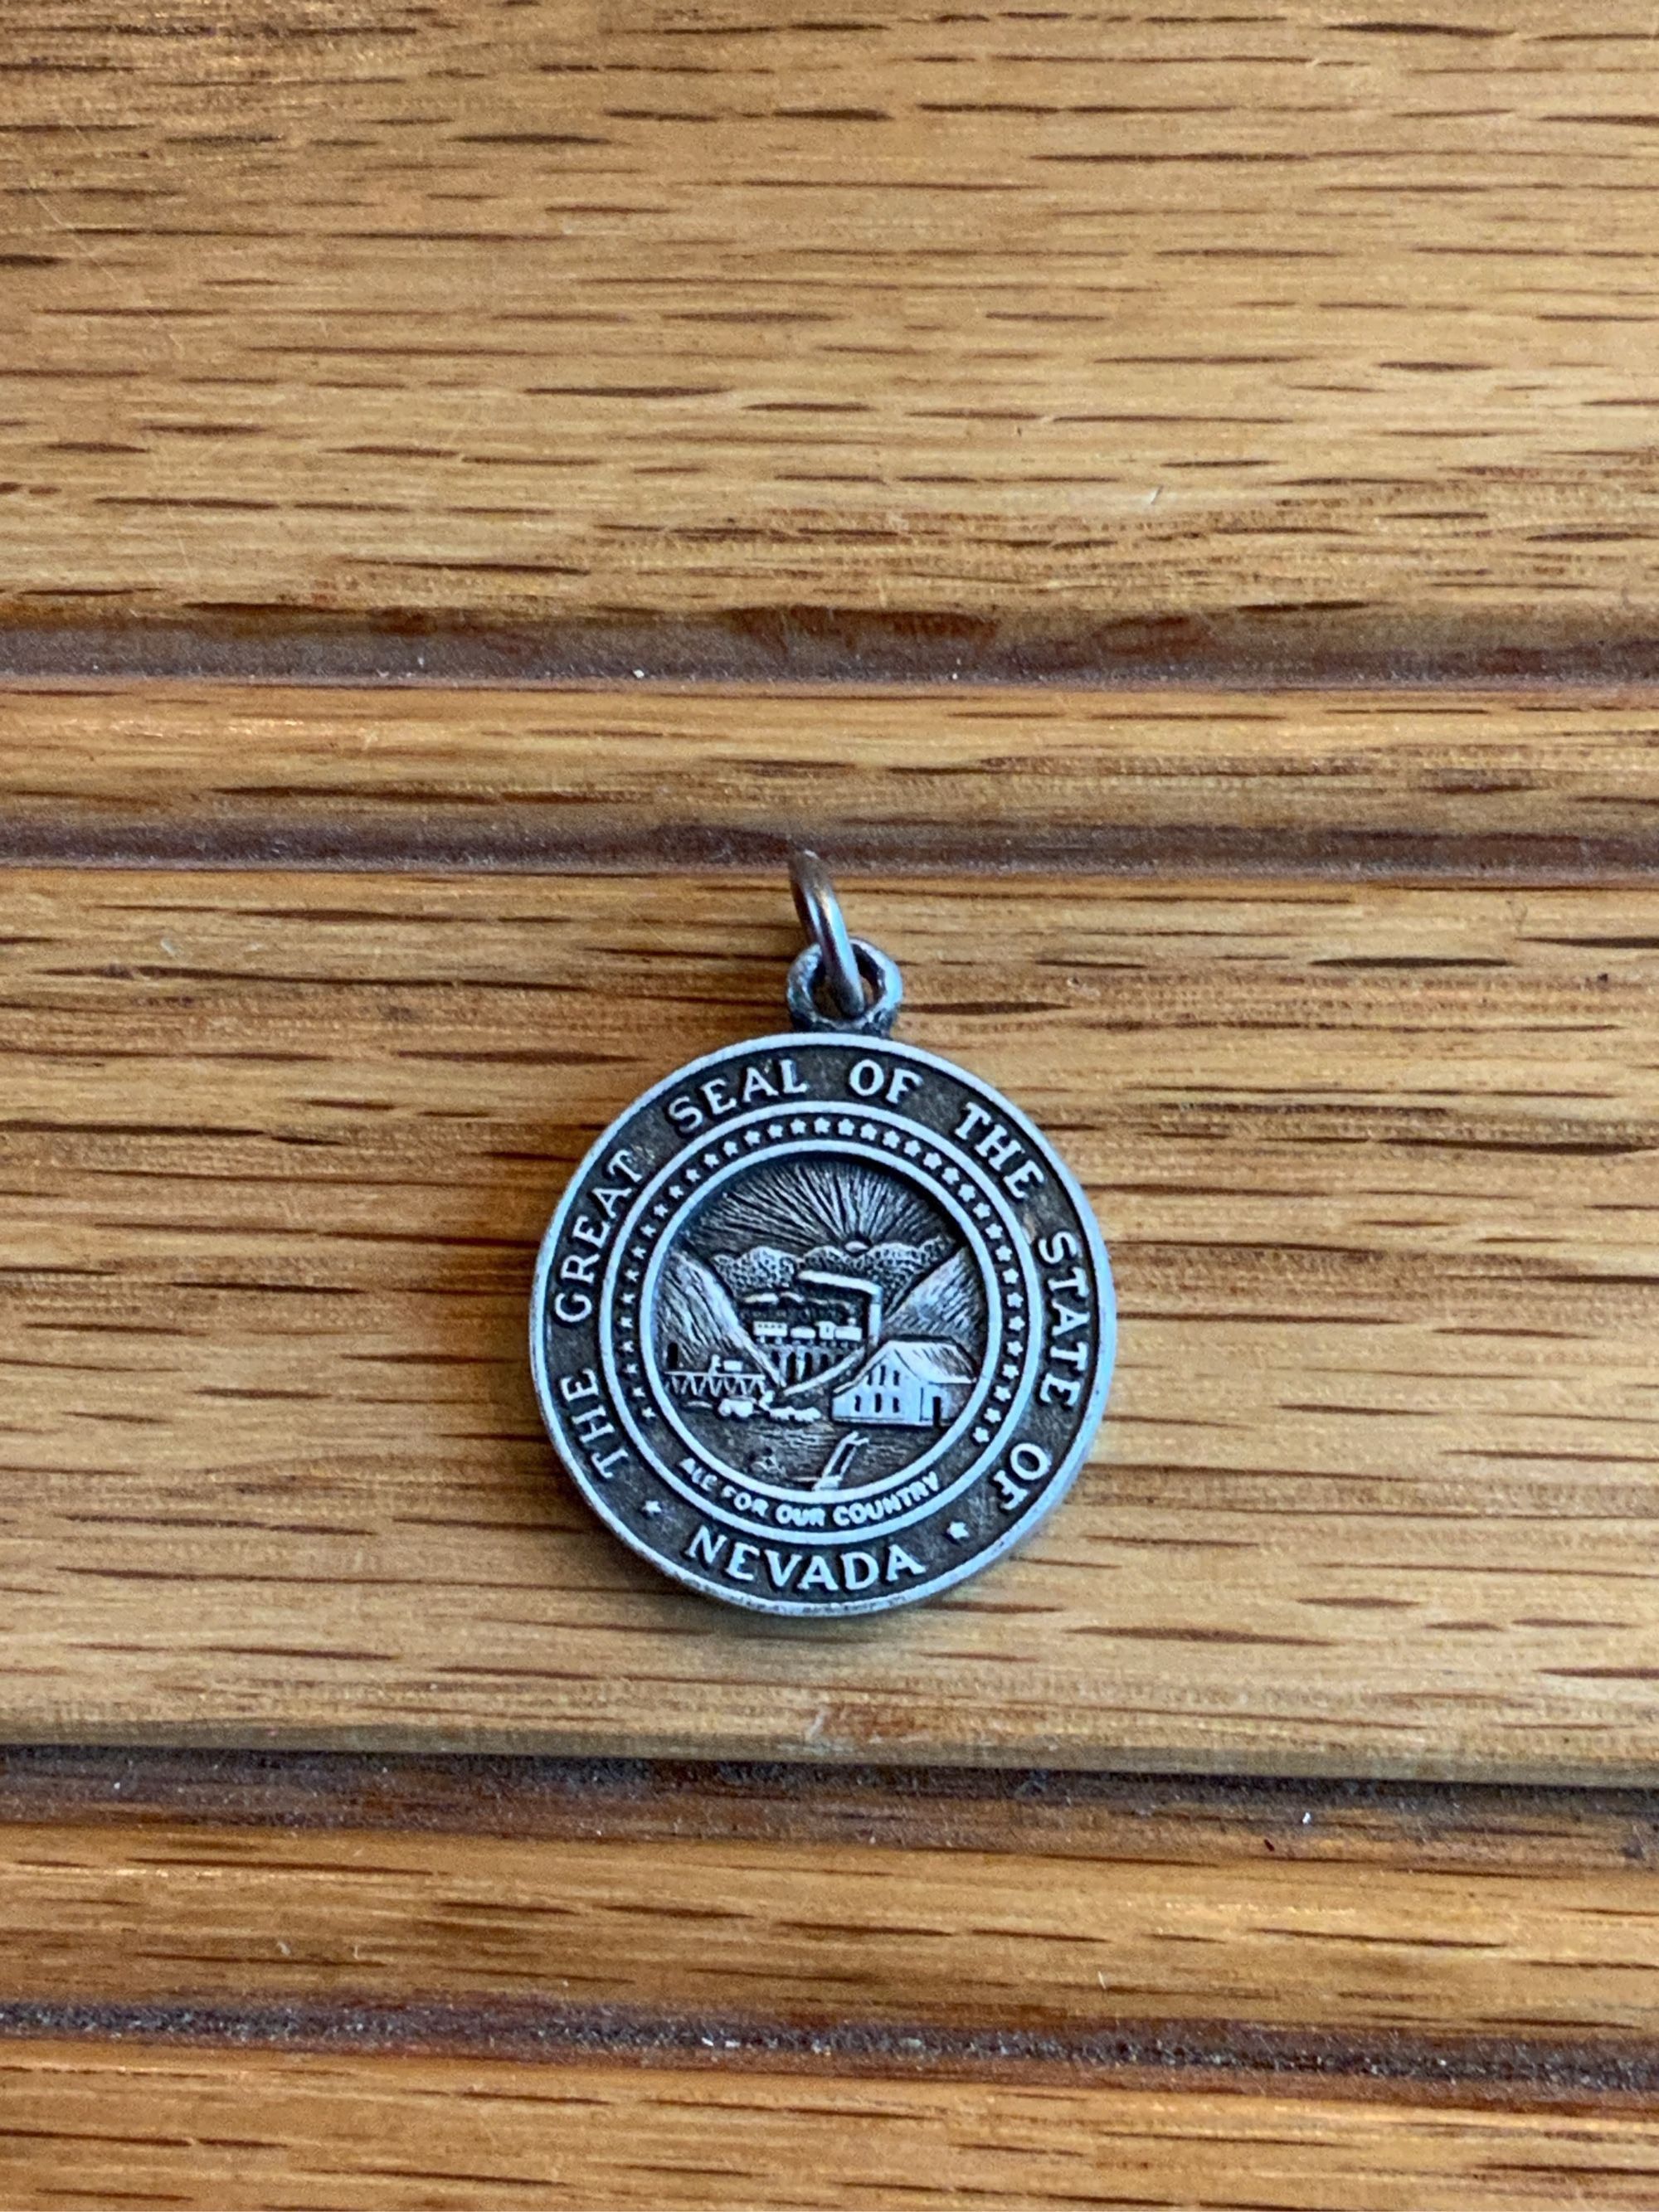 THE GREAT SEAL OF THE STATE OF
NEVADA
ALL FOR OUR COUNTRY